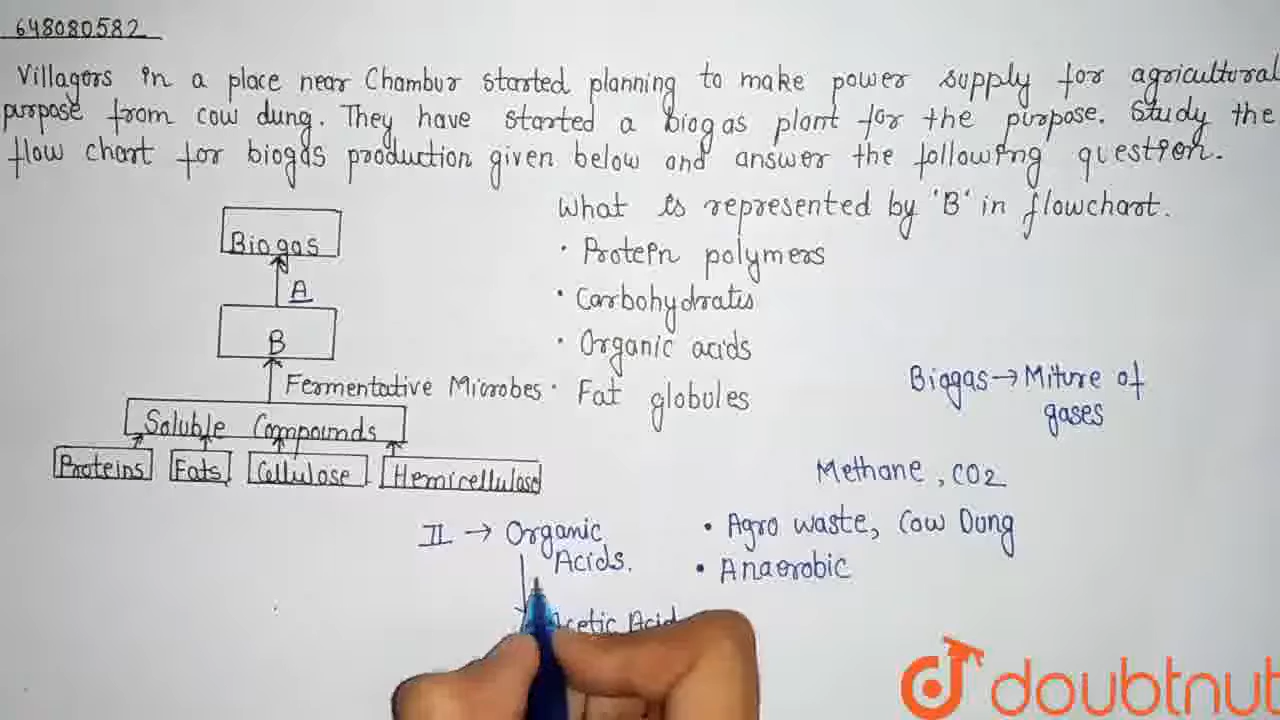 648080582
Villagers in a place near Chambur started planning to make power supply for agricultural
purpose from cow dung. They have started a biogas plant for the purpose. Study the
flow chart for biogas production given below and answer the following question.
What is represented by 'B' in flowchart.
• Protein polymers
• Carbohydrates
• Organic acids
• Fat globules
Biogas
A
B
Fermentative Microbes
Soluble Compounds
Proteins Fats Cellulose Hemicellulose
Biogas → Miture of
gases
Methane, CO2
• Agro waste, Cow Dung
• Anaerobic
II → Organic
Acids.
Acetic Acid
doubtnut